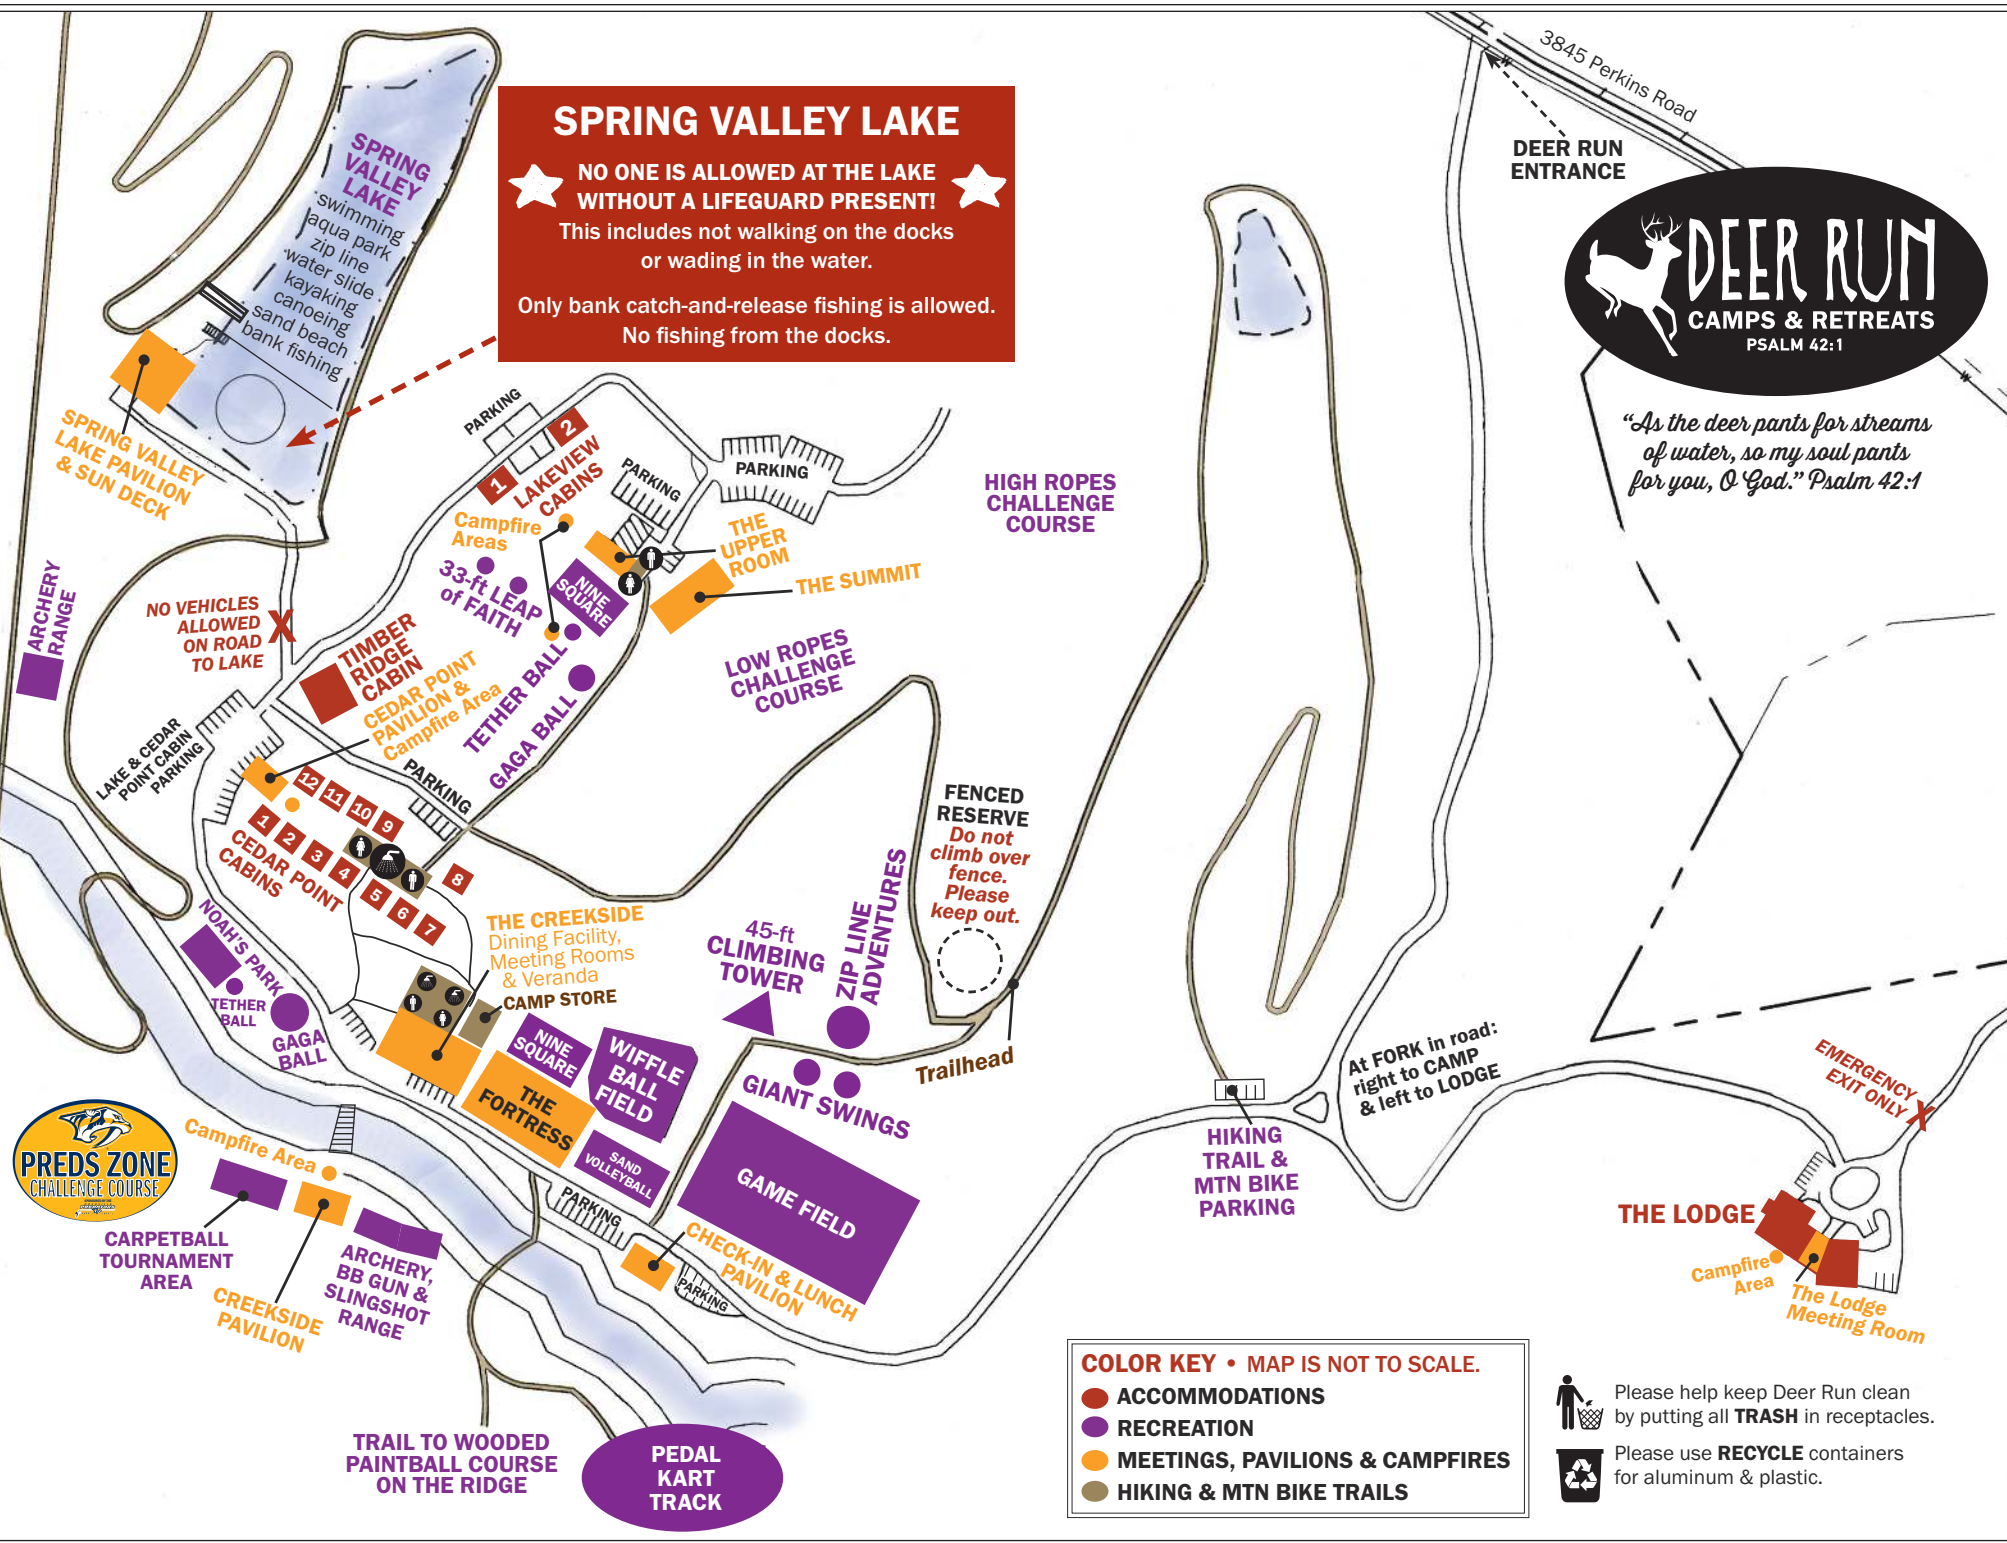 3845 Perkins Road
DEER RUN
ENTRANCE
DEER RUN
CAMPS & RETREATS
PSALM 42:1
“As the deer pants for streams
of water, so my soul pants
for you, O God.” Psalm 42:1
SPRING VALLEY LAKE
NO ONE IS ALLOWED AT THE LAKE
WITHOUT A LIFEGUARD PRESENT!
This includes not walking on the docks
or wading in the water.
Only bank catch-and-release fishing is allowed.
No fishing from the docks.
SPRING
VALLEY
LAKE
swimming
aqua park
zip line
water slide
kayaking
canoeing
sand beach
bank fishing
SPRING VALLEY
LAKE PAVILION
& SUN DECK
PARKING
2
1
LAKEVIEW
CABINS
PARKING
PARKING
Campfire
Areas
THE
UPPER
ROOM
THE SUMMIT
HIGH ROPES
CHALLENGE
COURSE
33-ft LEAP
of FAITH
NINE
SQUARE
ARCHERY
RANGE
NO VEHICLES
ALLOWED
ON ROAD
TO LAKE
X
TIMBER
RIDGE
CABIN
CEDAR POINT
PAVILION &
Campfire Area
TETHER BALL
GAGA BALL
LOW ROPES
CHALLENGE
COURSE
LAKE & CEDAR
POINT CABIN
PARKING
PARKING
12
11
10
9
1
2
3
4
5
6
7
8
CEDAR POINT
CABINS
FENCED
RESERVE
Do not
climb over
fence.
Please
keep out.
NOAH'S PARK
TETHER
BALL
GAGA
BALL
THE CREEKSIDE
Dining Facility,
Meeting Rooms
& Veranda
CAMP STORE
45-ft
CLIMBING
TOWER
ZIP LINE
ADVENTURES
NINE
SQUARE
WIFFLE
BALL
FIELD
GIANT SWINGS
Trailhead
THE
FORTRESS
SAND
VOLLEYBALL
GAME FIELD
PARKING
CHECK-IN & LUNCH
PAVILION
PARKING
At FORK in road:
right to CAMP
& left to LODGE
HIKING
TRAIL &
MTN BIKE
PARKING
EMERGENCY
EXIT ONLY
X
THE LODGE
Campfire
Area
The Lodge
Meeting Room
PREDS ZONE
CHALLENGE COURSE
Campfire Area
CARPETBALL
TOURNAMENT
AREA
CREEKSIDE
PAVILION
ARCHERY,
BB GUN &
SLINGSHOT
RANGE
TRAIL TO WOODED
PAINTBALL COURSE
ON THE RIDGE
PEDAL
KART
TRACK
COLOR KEY • MAP IS NOT TO SCALE.
ACCOMMODATIONS
RECREATION
MEETINGS, PAVILIONS & CAMPFIRES
HIKING & MTN BIKE TRAILS
Please help keep Deer Run clean
by putting all TRASH in receptacles.
Please use RECYCLE containers
for aluminum & plastic.